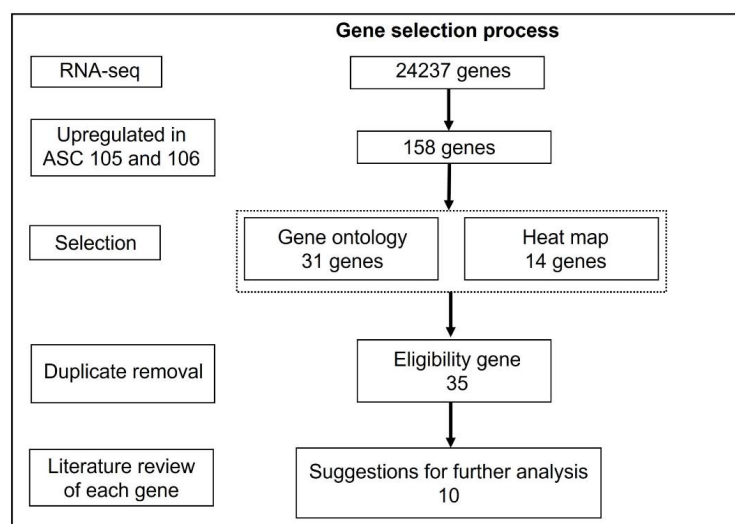 Gene selection process
RNA-seq
24237 genes
Upregulated in
ASC 105 and 106
158 genes
Selection
Gene ontology
31 genes
Heat map
14 genes
Duplicate removal
Eligibility gene
35
Literature review
of each gene
Suggestions for further analysis
10